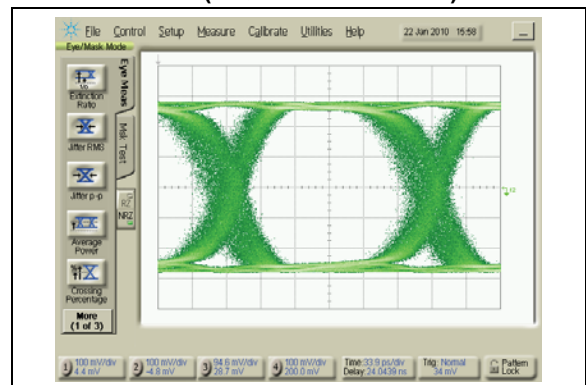 File Control Setup Measure Calibrate Utilities Help 22 Jan 2010 15:58
Eye/Mask Mode
Eye Meas
Msk Test
Extinction
Ratio
Jitter RMS
Jitter p-p
RZ
NRZ
Average
Power
Crossing
Percentage
More
(1 of 3)
1) 100 mV/div 2) 100 mV/div 3) 94.6 mV/div 4) 100 mV/div Time:33.9 ps/div Trig: Normal Pattern
4.4 mV -4.8 mV 28.7 mV 200.0 mV Delay:24.0439 ns 34 mV Lock